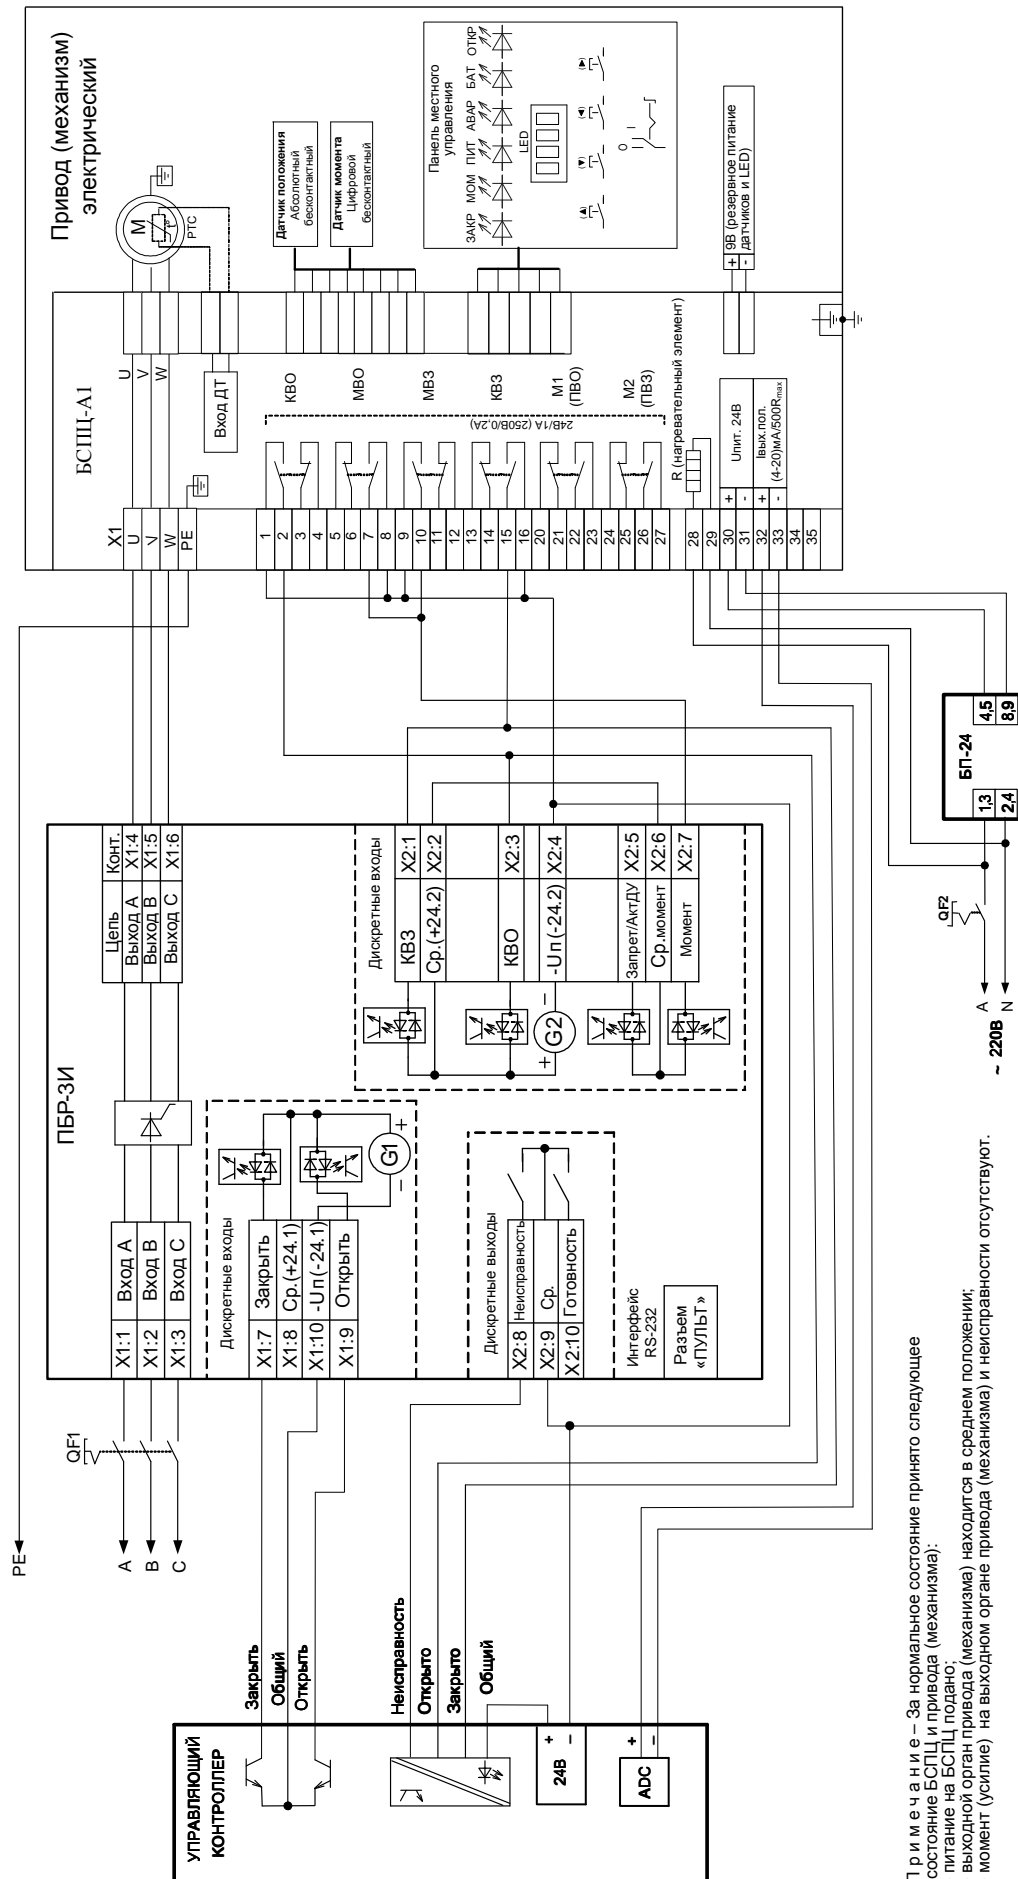 Привод (механизм)
электрический
М
t°
PTC
Датчик положения
Абсолютный
бесконтактный
Датчик момента
Цифровой
бесконтактный
Панель местного
управления
ЗАКР
МОМ
ПИТ
АВАР
БАТ
ОТКР
LED
O
I
+
-
9В (резервное питание
датчиков и LED)
БСПЦ-А1
U
V
W
Вход ДТ
КВО
МВО
МВЗ
КВЗ
М1
(ПВО)
М2
(ПВЗ)
24В/1А (250В/0,2А)
R (нагревательный элемент)
Uпит. 24В
Iвых.пол.
(4-20)мА/500Rmax
+
-
+
-
X1
U
V
W
PE
1
2
3
4
5
6
7
8
9
10
11
12
13
14
15
16
20
21
22
23
24
25
26
27
28
29
30
31
32
33
34
35
ПБР-3И
Цепь
Конт.
Выход А
X1:4
Выход В
X1:5
Выход С
X1:6
X1:1
Вход А
X1:2
Вход В
X1:3
Вход С
Дискретные входы
X1:7
Закрыть
X1:8
Ср.(+24.1)
X1:10
-Uп(-24.1)
X1:9
Открыть
G1
+
−
Дискретные выходы
X2:8
Неисправность
X2:9
Ср.
X2:10
Готовность
Интерфейс
RS-232
Разъем
«ПУЛЬТ»
Дискретные входы
КВЗ
X2:1
Ср.(+24.2)
X2:2
КВО
X2:3
-Uп(-24.2)
X2:4
Запрет/АктДУ
X2:5
Ср.момент
X2:6
Момент
X2:7
G2
+
−
БП-24
1,3
2,4
4,5
8,9
QF2
A
N
~ 220В
PE
QF1
A
B
C
УПРАВЛЯЮЩИЙ
КОНТРОЛЛЕР
Закрыть
Общий
Открыть
Неисправность
Открыто
Закрыто
Общий
24В
+
−
ADC
+
−
П р и м е ч а н и е – За нормальное состояние принято следующее
состояние БСПЦ и привода (механизма):
питание на БСПЦ подано;
выходной орган привода (механизма) находится в среднем положении;
момент (усилие) на выходном органе привода (механизма) и неисправности отсутствуют.